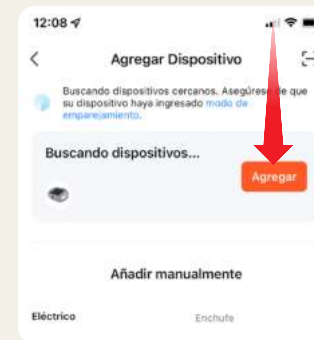 12:08
Agregar Dispositivo
Buscando dispositivos cercanos. Asegúrese de que
su dispositivo haya ingresado modo de
emparejamiento.
Buscando dispositivos...
Agregar
Añadir manualmente
Eléctrico
Enchufe